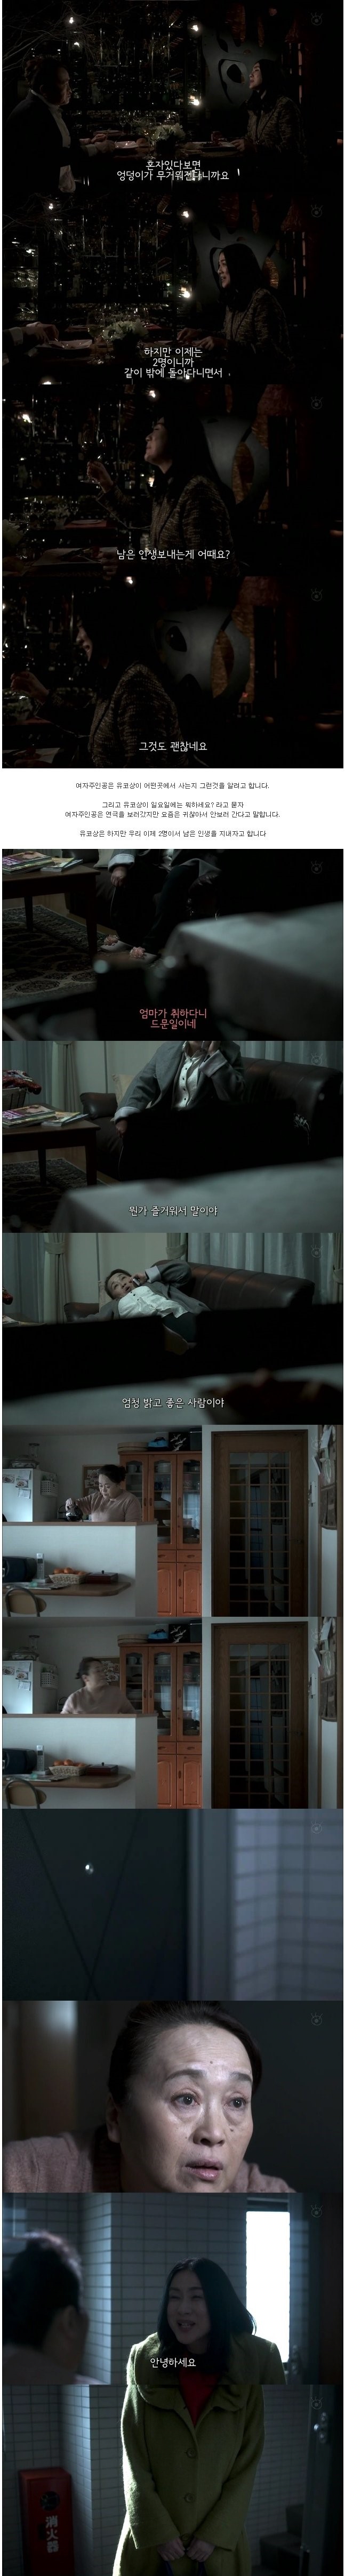 혼자있다보면
엉덩이가 무거워진다니까요
하지만 이제는
2명이니까
같이 밖에 돌아다니면서
남은 인생보내는게 어때요?
그것도 괜찮네요
여자주인공은 유코상이 어떤곳에서 사는지 그런것을 알려고 합니다.
그리고 유코상이 일요일에는 뭐하세요? 라고 묻자
여자주인공은 연극을 보러갔지만 요즘은 귀찮아서 안보러 간다고 말합니다.
유코상은 하지만 우리 이제 2명이서 남은 인생을 지내자고 합니다
엄마가 취하다니
드문일이네
뭔가 즐거워서 말이야
엄청 밝고 좋은 사람이야
안녕하세요
消火器